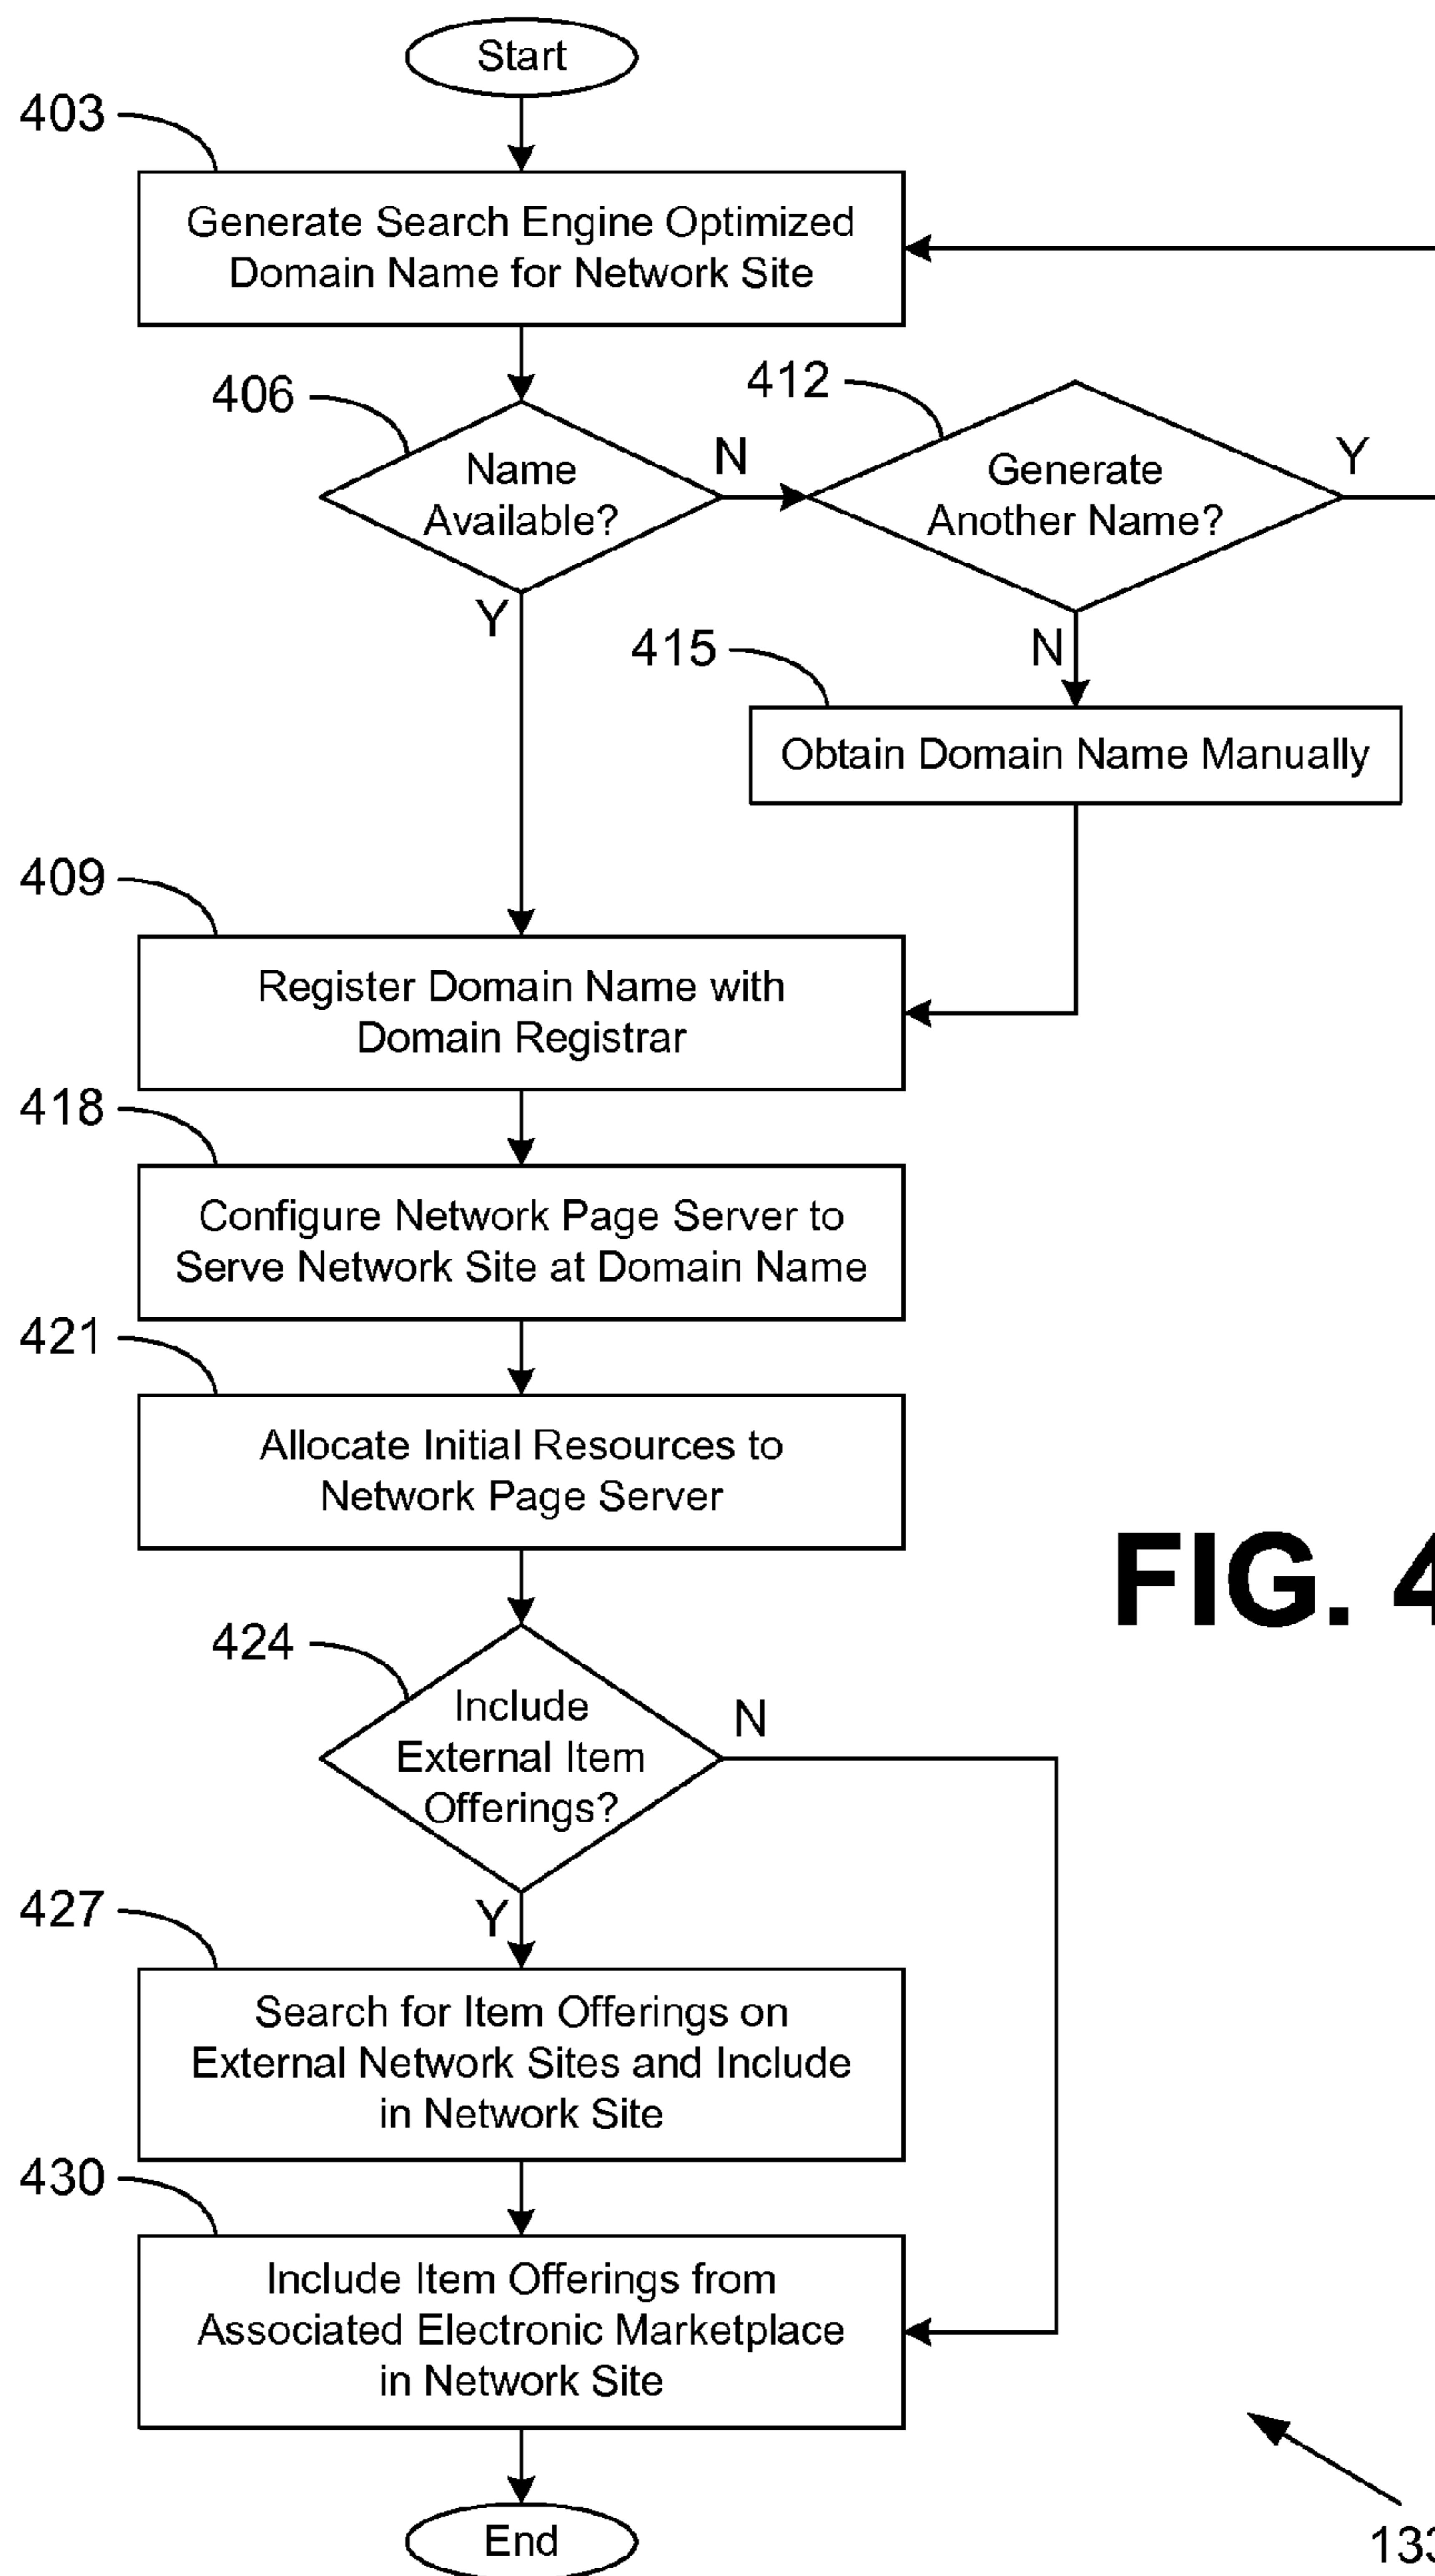 Start
403
Generate Search Engine Optimized
Domain Name for Network Site
406
Name
Available?
N
Y
412
Generate
Another Name?
Y
N
415
Obtain Domain Name Manually
409
Register Domain Name with
Domain Registrar
418
Configure Network Page Server to
Serve Network Site at Domain Name
421
Allocate Initial Resources to
Network Page Server
FIG. 4
424
Include
External Item
Offerings?
N
Y
427
Search for Item Offerings on
External Network Sites and Include
in Network Site
430
Include Item Offerings from
Associated Electronic Marketplace
in Network Site
End
133